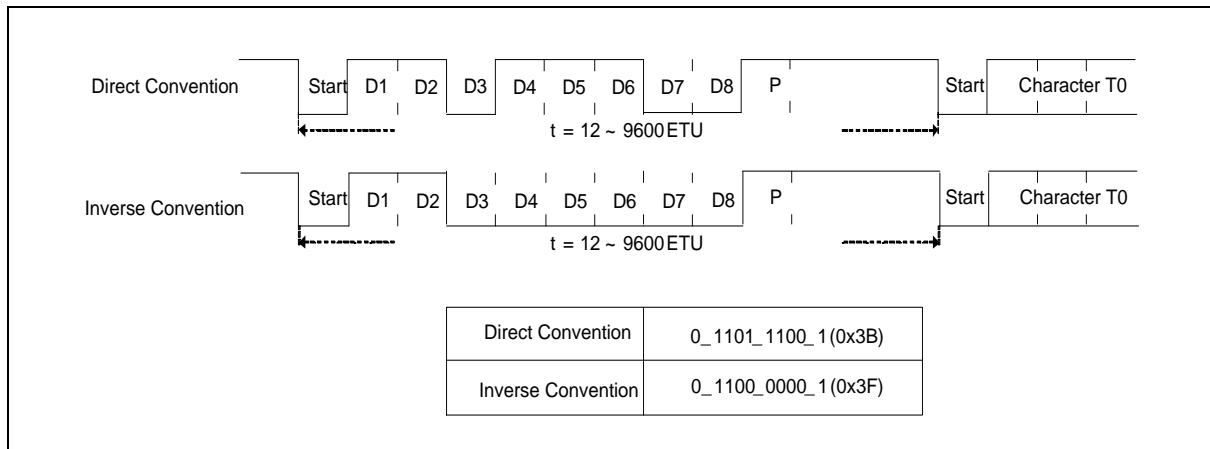 Direct Convention Start D1 D2 D3 D4 D5 D6 D7 D8 P Start Character T0
t = 12 ~ 9600 ETU
Inverse Convention Start D1 D2 D3 D4 D5 D6 D7 D8 P Start Character T0
t = 12 ~ 9600 ETU
Direct Convention 0_1101_1100_1 (0x3B)
Inverse Convention 0_1100_0000_1 (0x3F)